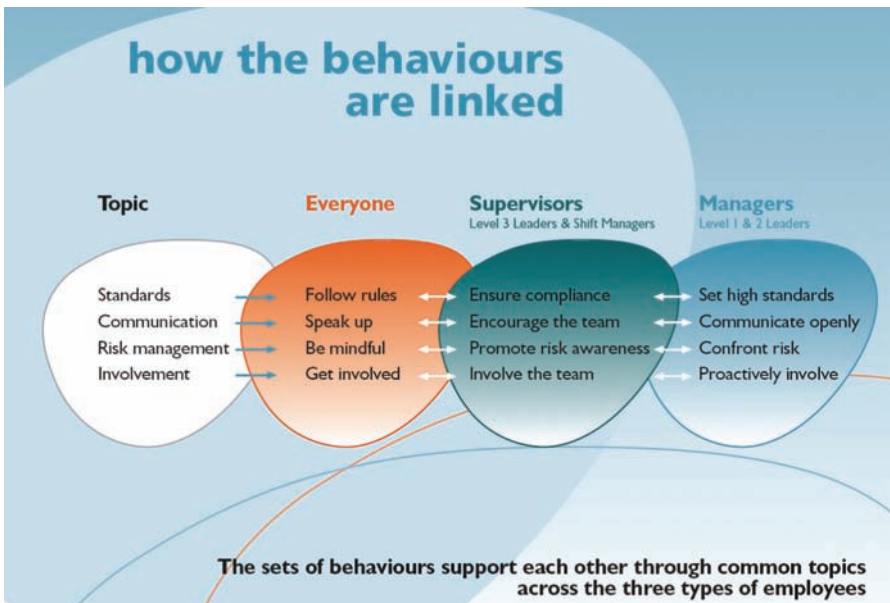 how the behaviours
are linked
Topic
Everyone
Supervisors
Level 3 Leaders & Shift Managers
Managers
Level 1 & 2 Leaders
Standards Follow rules Ensure compliance Set high standards
Communication Speak up Encourage the team Communicate openly
Risk management Be mindful Promote risk awareness Confront risk
Involvement Get involved Involve the team Proactively involve
The sets of behaviours support each other through common topics
across the three types of employees